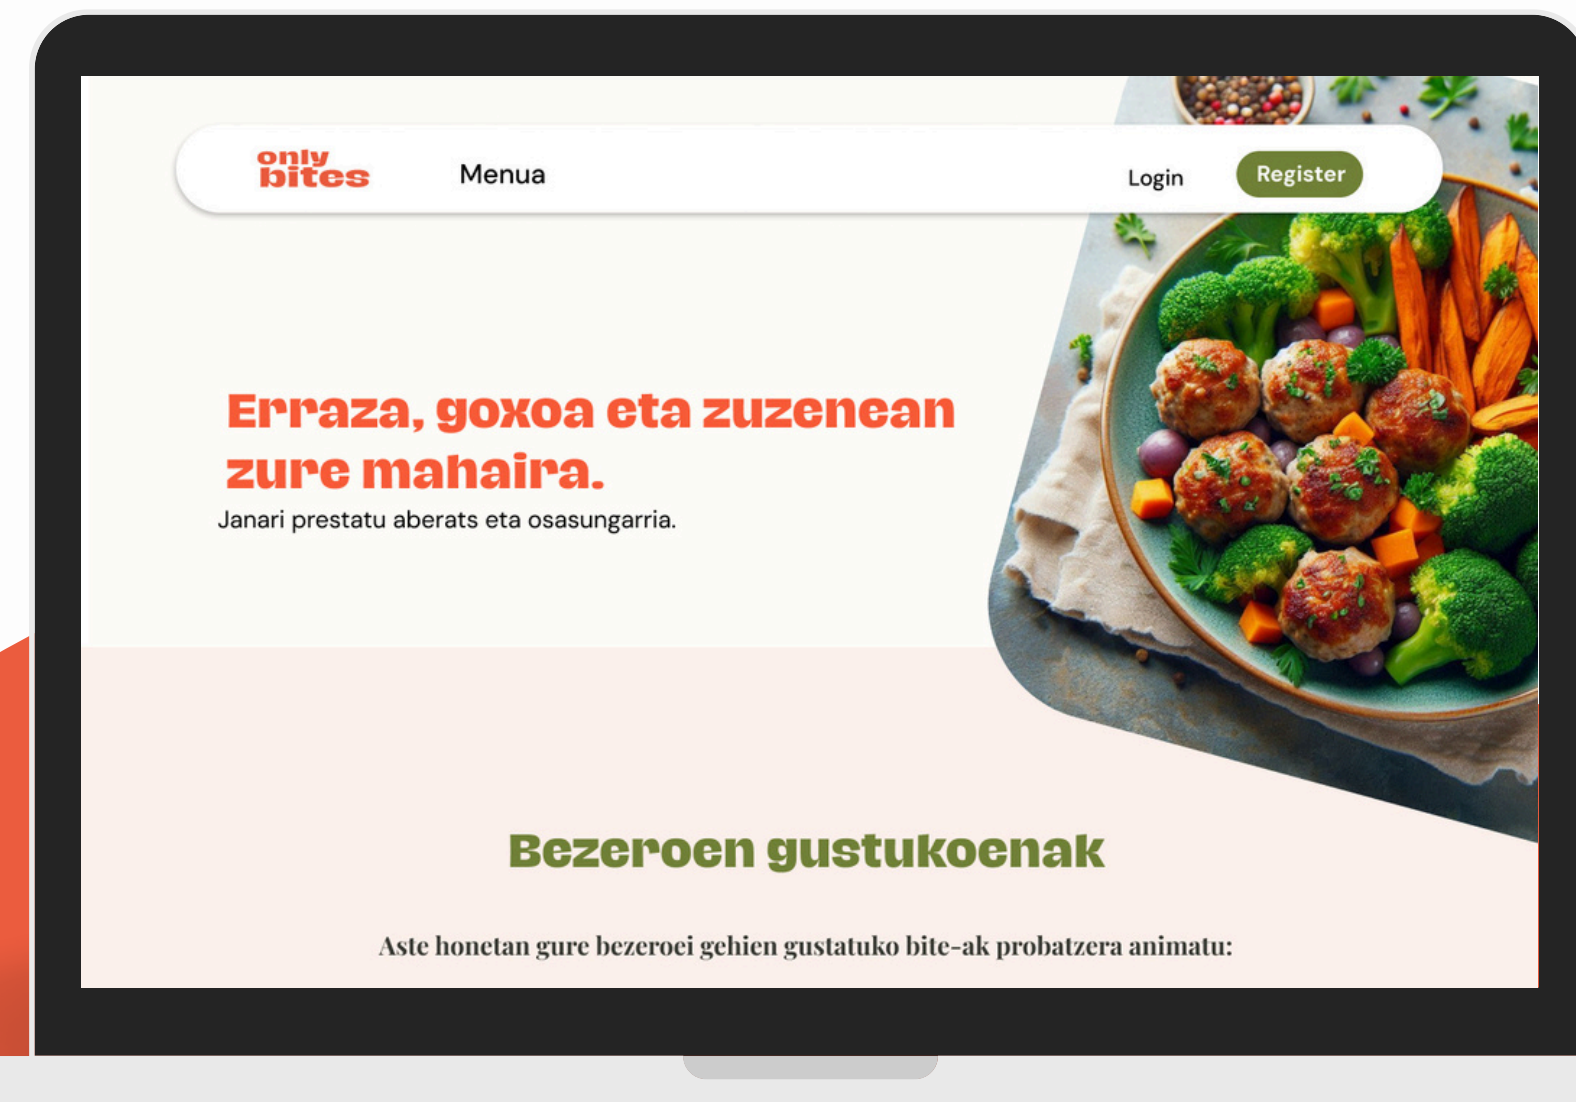 only
bites
Menua
Login
Register
Erraza, goxoa eta zuzenean
zure mahaira.
Janari prestatu aberats eta osasungarria.
Bezeroen gustukoenak
Aste honetan gure bezeroei gehien gustatuko bite-ak probatzera animatu: